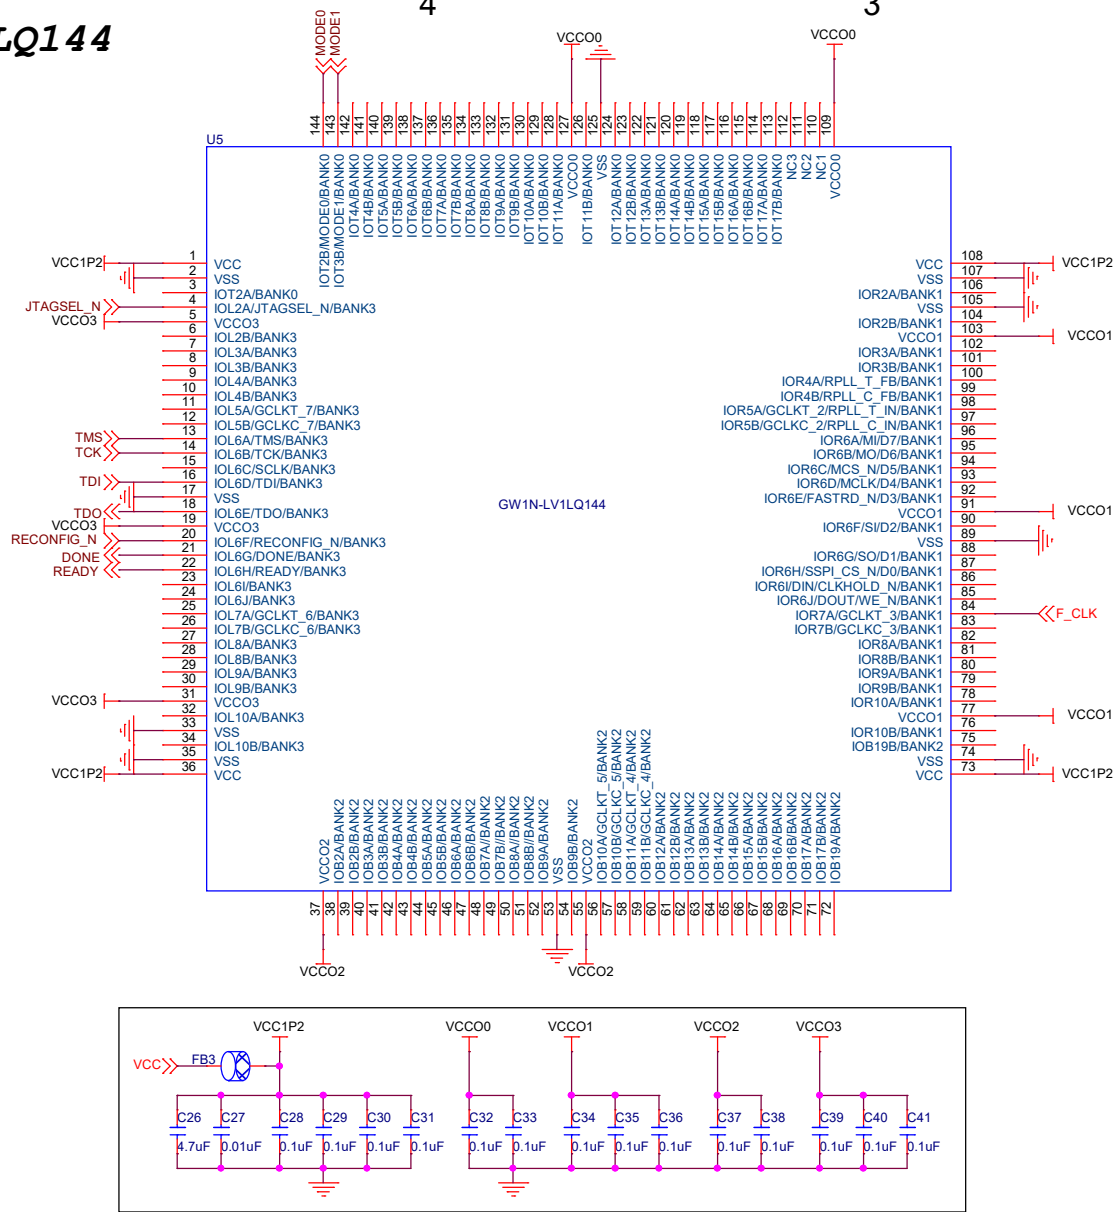 4
3
LQ144
MODE0
MODE1
VCCO0
VCCO0
144
143
142
141
140
139
138
137
136
135
134
133
132
131
130
129
128
127
126
125
124
123
122
121
120
119
118
117
116
115
114
113
112
111
110
109
U5
IOT2B/MODE0/BANK0
IOT3B/MODE1/BANK0
IOT4A/BANK0
IOT4B/BANK0
IOT5A/BANK0
IOT5B/BANK0
IOT6A/BANK0
IOT6B/BANK0
IOT7A/BANK0
IOT7B/BANK0
IOT8A/BANK0
IOT8B/BANK0
IOT9A/BANK0
IOT9B/BANK0
IOT10A/BANK0
IOT10B/BANK0
IOT11A/BANK0
VCCO0
IOT11B/BANK0
VSS
IOT12A/BANK0
IOT12B/BANK0
IOT13A/BANK0
IOT13B/BANK0
IOT14A/BANK0
IOT14B/BANK0
IOT15A/BANK0
IOT15B/BANK0
IOT16A/BANK0
IOT16B/BANK0
IOT17A/BANK0
IOT17B/BANK0
NC3
NC2
NC1
VCCO0
VCC1P2 1 VCC
2 VSS
3 IOT2A/BANK0
JTAGSEL_N 4 IOL2A/JTAGSEL_N/BANK3
VCCO3 5 VCCO3
6 IOL2B/BANK3
7 IOL3A/BANK3
8 IOL3B/BANK3
9 IOL4A/BANK3
10 IOL4B/BANK3
11 IOL5A/GCLKT_7/BANK3
12 IOL5B/GCLKC_7/BANK3
TMS 13 IOL6A/TMS/BANK3
TCK 14 IOL6B/TCK/BANK3
15 IOL6C/SCLK/BANK3
TDI 16 IOL6D/TDI/BANK3
17 VSS
TDO 18 IOL6E/TDO/BANK3
VCCO3 19 VCCO3
RECONFIG_N 20 IOL6F/RECONFIG_N/BANK3
DONE 21 IOL6G/DONE/BANK3
READY 22 IOL6H/READY/BANK3
23 IOL6I/BANK3
24 IOL6J/BANK3
25 IOL7A/GCLKT_6/BANK3
26 IOL7B/GCLKC_6/BANK3
27 IOL8A/BANK3
28 IOL8B/BANK3
29 IOL9A/BANK3
30 IOL9B/BANK3
VCCO3 31 VCCO3
32 IOL10A/BANK3
33 VSS
34 IOL10B/BANK3
35 VSS
VCC1P2 36 VCC
GW1N-LV1LQ144
VCC 108 VCC1P2
VSS 107
IOR2A/BANK1 106
VSS 105
IOR2B/BANK1 104
VCCO1 103 VCCO1
IOR3A/BANK1 102
IOR3B/BANK1 101
IOR4A/RPLL_T_FB/BANK1 100
IOR4B/RPLL_C_FB/BANK1 99
IOR5A/GCLKT_2/RPLL_T_IN/BANK1 98
IOR5B/GCLKC_2/RPLL_C_IN/BANK1 97
IOR6A/MI/D7/BANK1 96
IOR6B/MO/D6/BANK1 95
IOR6C/MCS_N/D5/BANK1 94
IOR6D/MCLK/D4/BANK1 93
IOR6E/FASTRD_N/D3/BANK1 92
VCCO1 91 VCCO1
IOR6F/SI/D2/BANK1 90
VSS 89
IOR6G/SO/D1/BANK1 88
IOR6H/SSPI_CS_N/D0/BANK1 87
IOR6I/DIN/CLKHOLD_N/BANK1 86
IOR6J/DOUT/WE_N/BANK1 85
IOR7A/GCLKT_3/BANK1 84 F_CLK
IOR7B/GCLKC_3/BANK1 83
IOR8A/BANK1 82
IOR8B/BANK1 81
IOR9A/BANK1 80
IOR9B/BANK1 79
IOR10A/BANK1 78
VCCO1 77 VCCO1
IOR10B/BANK1 76
IOB19B/BANK2 75
VSS 74
VCC 73 VCC1P2
VCCO2
IOB2A/BANK2
IOB2B/BANK2
IOB3A/BANK2
IOB3B/BANK2
IOB4A/BANK2
IOB4B/BANK2
IOB5A/BANK2
IOB5B/BANK2
IOB6A/BANK2
IOB6B/BANK2
IOB7A//BANK2
IOB7B//BANK2
IOB8A//BANK2
IOB8B//BANK2
IOB9A/BANK2
VSS
IOB9B/BANK2
VCCO2
IOB10A/GCLKT_5/BANK2
IOB10B/GCLKC_5/BANK2
IOB11A/GCLKT_4/BANK2
IOB11B/GCLKC_4/BANK2
IOB12A/BANK2
IOB12B/BANK2
IOB13A/BANK2
IOB13B/BANK2
IOB14A/BANK2
IOB14B/BANK2
IOB15A/BANK2
IOB15B/BANK2
IOB16A/BANK2
IOB16B/BANK2
IOB17A/BANK2
IOB17B/BANK2
IOB19A/BANK2
37
38
39
40
41
42
43
44
45
46
47
48
49
50
51
52
53
54
55
56
57
58
59
60
61
62
63
64
65
66
67
68
69
70
71
72
VCCO2
VCCO2
VCC1P2 VCCO0 VCCO1 VCCO2 VCCO3
VCC FB3
C26 C27 C28 C29 C30 C31 C32 C33 C34 C35 C36 C37 C38 C39 C40 C41
4.7uF 0.01uF 0.1uF 0.1uF 0.1uF 0.1uF 0.1uF 0.1uF 0.1uF 0.1uF 0.1uF 0.1uF 0.1uF 0.1uF 0.1uF 0.1uF